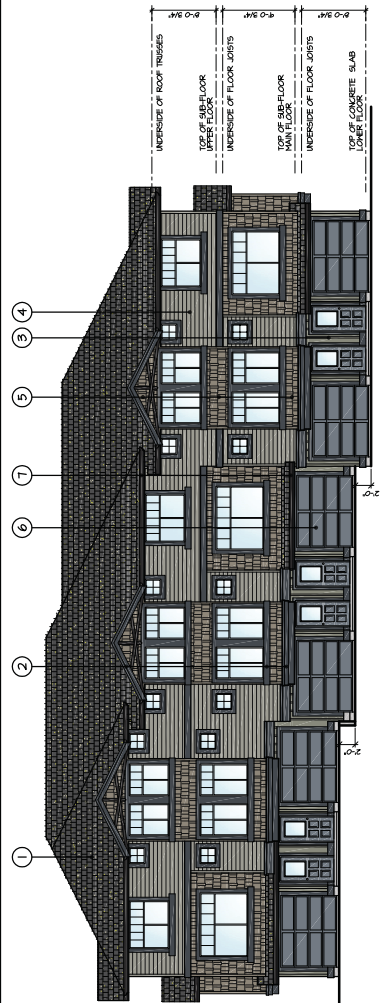 1
2
6
7
5
3
4
UNDERSIDE OF ROOF TRUSSES
8'-0 3/4"
TOP OF SUB-FLOOR
UPPER FLOOR
UNDERSIDE OF FLOOR JOISTS
9'-0 3/4"
TOP OF SUB-FLOOR
MAIN FLOOR
UNDERSIDE OF FLOOR JOISTS
8'-0 3/4"
TOP OF CONCRETE SLAB
LOWER FLOOR
2'-0"
2'-0"